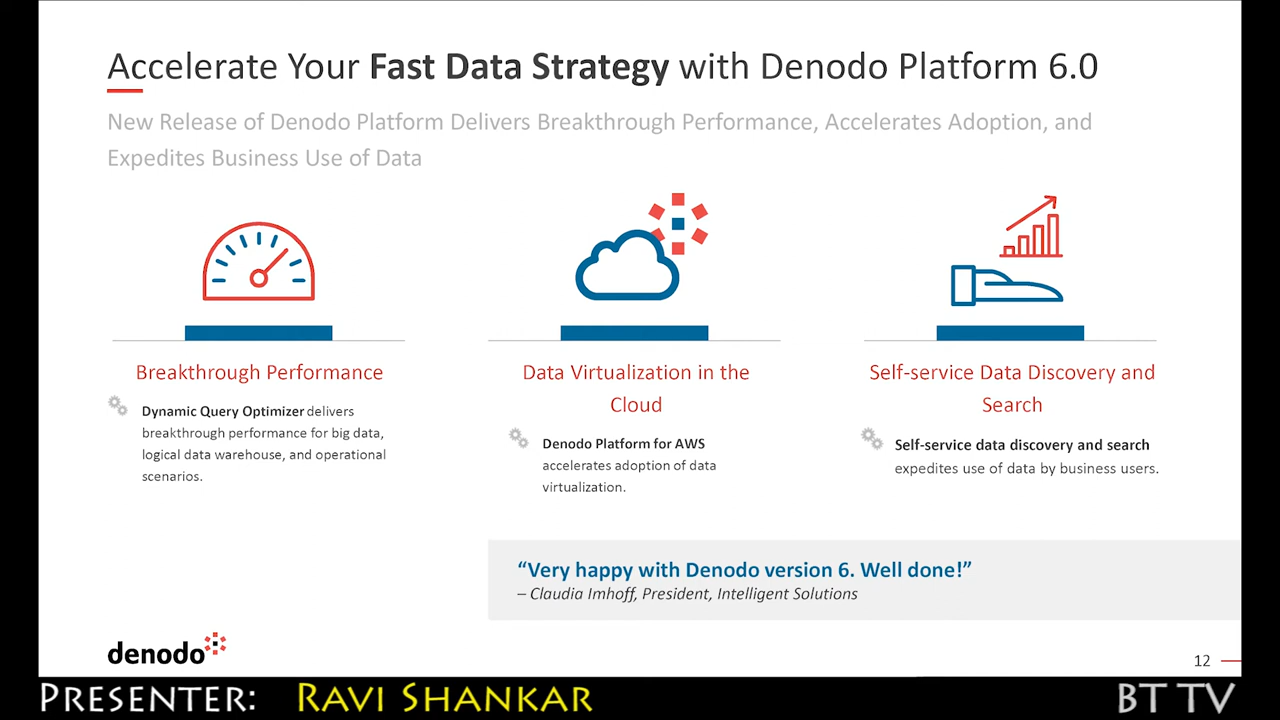 Accelerate Your Fast Data Strategy with Denodo Platform 6.0
New Release of Denodo Platform Delivers Breakthrough Performance, Accelerates Adoption, and
Expedites Business Use of Data
Breakthrough Performance
Dynamic Query Optimizer delivers
breakthrough performance for big data,
logical data warehouse, and operational
scenarios.
Data Virtualization in the
Cloud
Denodo Platform for AWS
accelerates adoption of data
virtualization.
Self-service Data Discovery and
Search
Self-service data discovery and search
expedites use of data by business users.
“Very happy with Denodo version 6. Well done!”
– Claudia Imhoff, President, Intelligent Solutions
denodo
12
Presenter: Ravi Shankar
BT TV